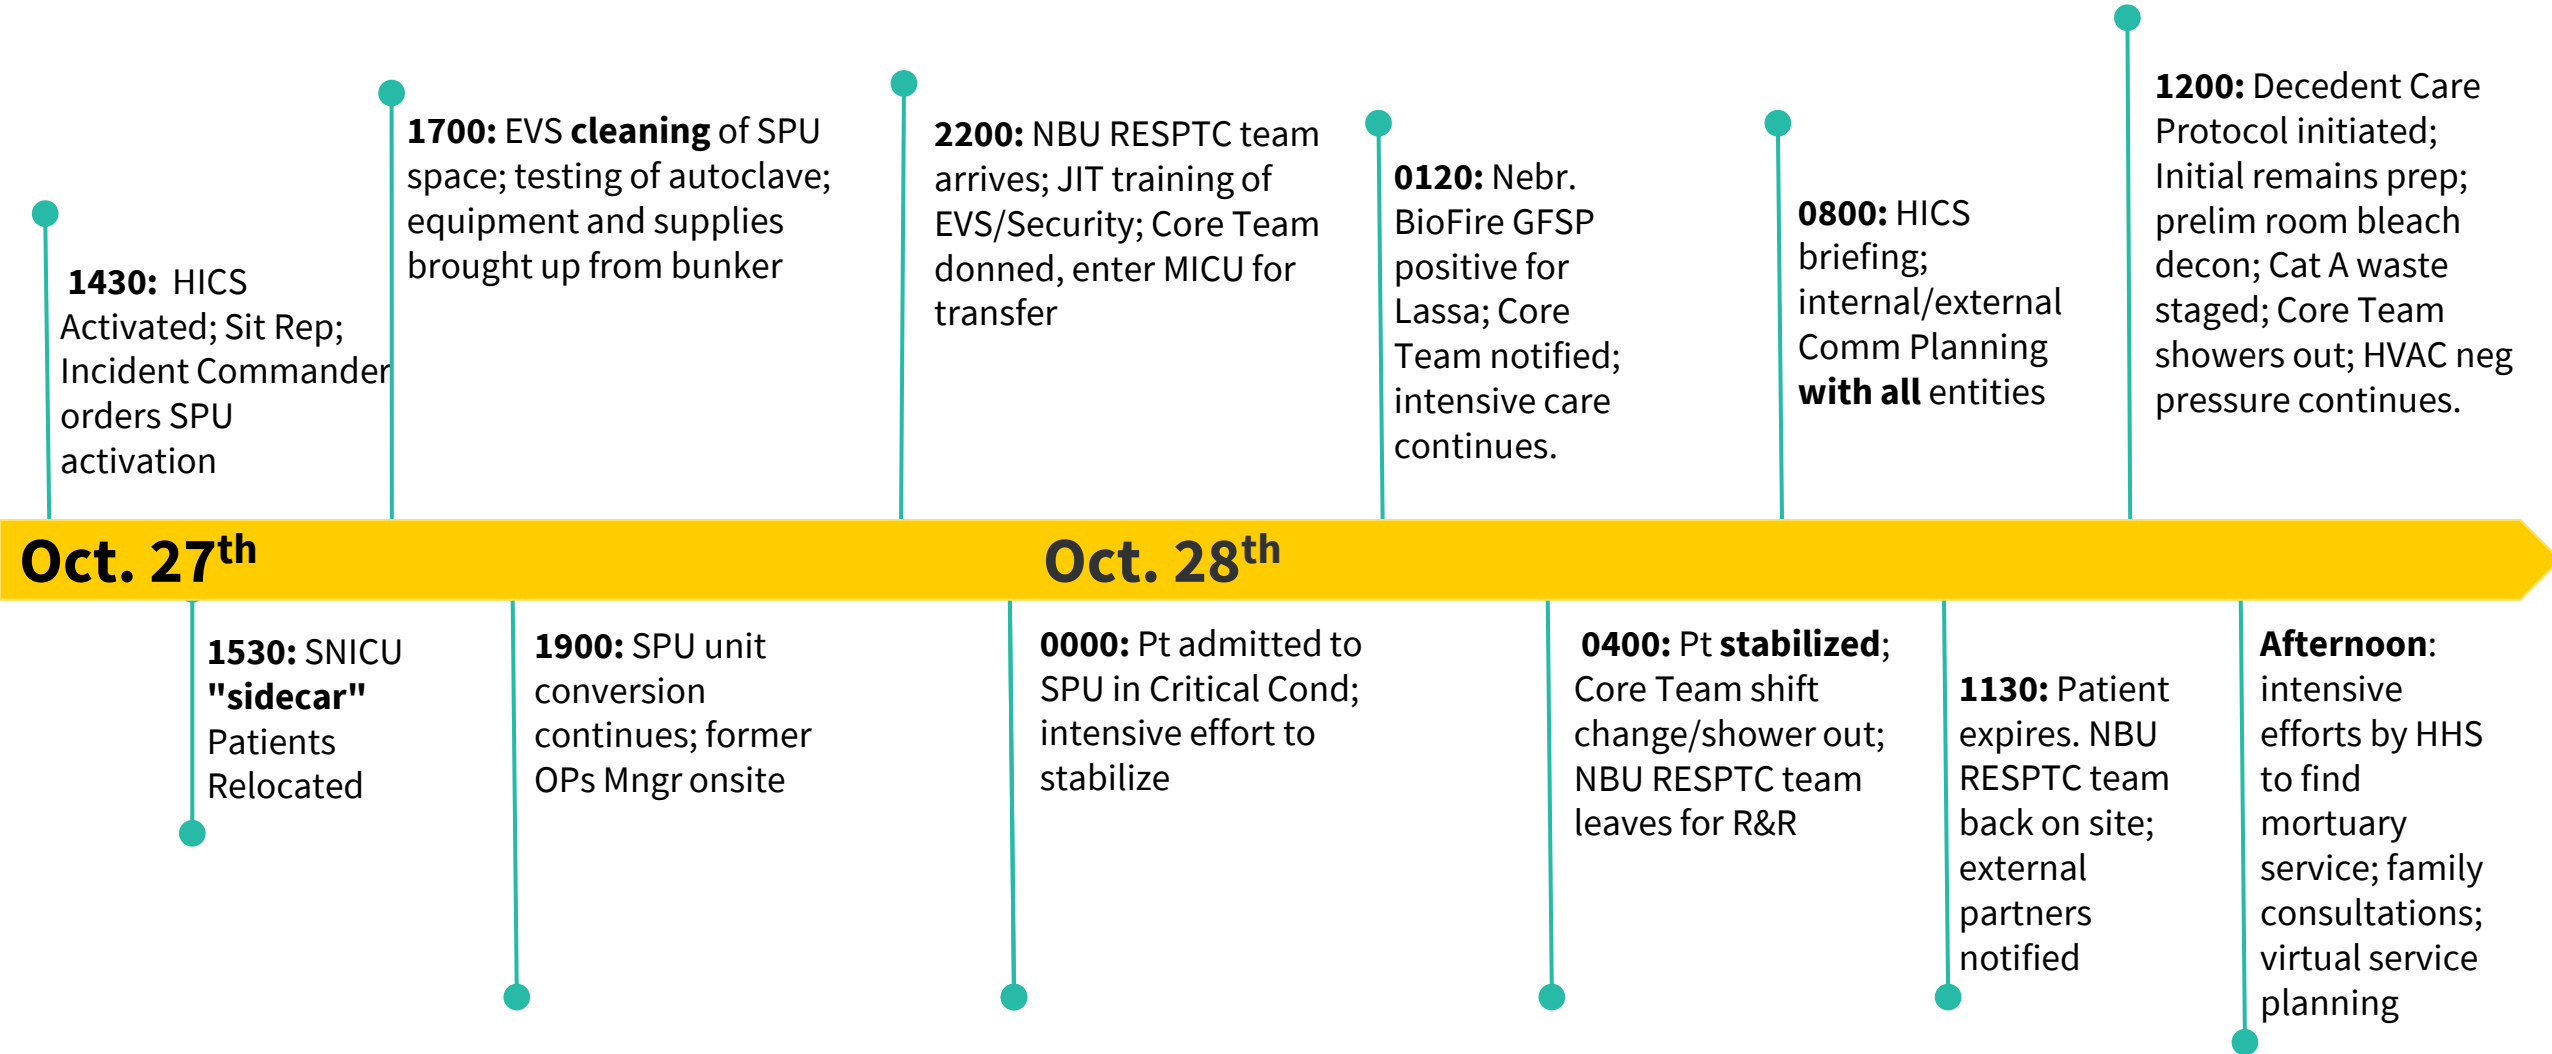 1430: HICS
Activated; Sit Rep;
Incident Commander
orders SPU
activation
1700: EVS cleaning of SPU
space; testing of autoclave;
equipment and supplies
brought up from bunker
2200: NBU RESPTC team
arrives; JIT training of
EVS/Security; Core Team
donned, enter MICU for
transfer
0120: Nebr.
BioFire GFSP
positive for
Lassa; Core
Team notified;
intensive care
continues.
0800: HICS
briefing;
internal/external
Comm Planning
with all entities
1200: Decedent Care
Protocol initiated;
Initial remains prep;
prelim room bleach
decon; Cat A waste
staged; Core Team
showers out; HVAC neg
pressure continues.
Oct. 27th
Oct. 28th
1530: SNICU
"sidecar"
Patients
Relocated
1900: SPU unit
conversion
continues; former
OPs Mngr onsite
0000: Pt admitted to
SPU in Critical Cond;
intensive effort to
stabilize
0400: Pt stabilized;
Core Team shift
change/shower out;
NBU RESPTC team
leaves for R&R
1130: Patient
expires. NBU
RESPTC team
back on site;
external
partners
notified
Afternoon:
intensive
efforts by HHS
to find
mortuary
service; family
consultations;
virtual service
planning